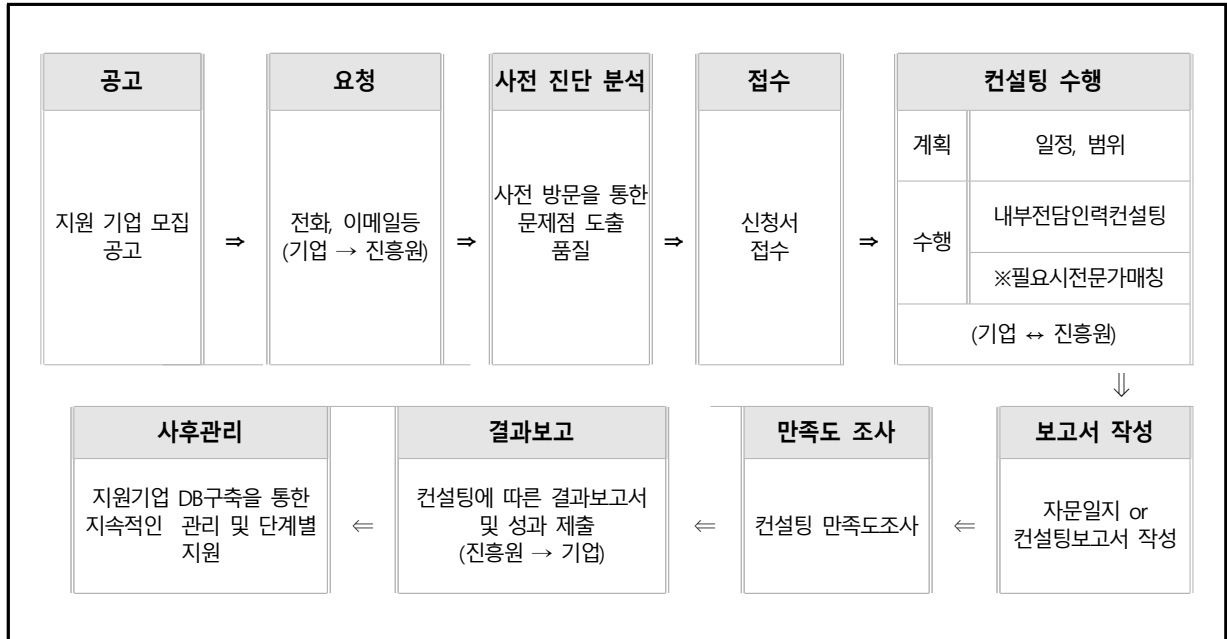 공고
지원 기업 모집
공고
⇒
요청
전화, 이메일등
(기업 → 진흥원)
⇒
사전 진단 분석
사전 방문을 통한
문제점 도출
품질
⇒
접수
신청서
접수
⇒
컨설팅 수행
계획
일정, 범위
수행
내부전담인력컨설팅
※필요시전문가매칭
(기업 ↔ 진흥원)
⇓
보고서 작성
자문일지 or
컨설팅보고서 작성
⇐
만족도 조사
컨설팅 만족도조사
⇐
결과보고
컨설팅에 따른 결과보고서
및 성과 제출
(진흥원 → 기업)
⇐
사후관리
지원기업 DB구축을 통한
지속적인 관리 및 단계별
지원